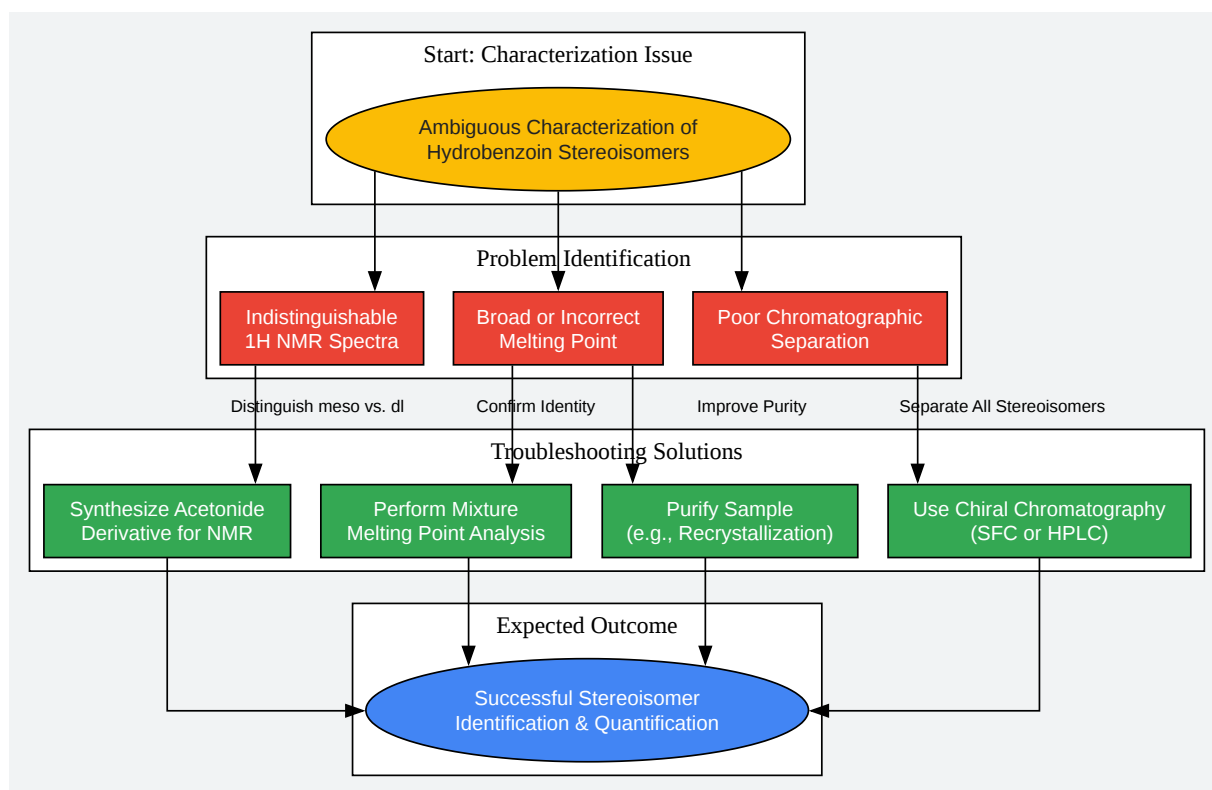 Start: Characterization Issue
Ambiguous Characterization of
Hydrobenzoin Stereoisomers
Problem Identification
Indistinguishable
1H NMR Spectra
Broad or Incorrect
Melting Point
Poor Chromatographic
Separation
Distinguish meso vs. dl
Confirm Identity
Improve Purity
Separate All Stereoisomers
Troubleshooting Solutions
Synthesize Acetonide
Derivative for NMR
Perform Mixture
Melting Point Analysis
Purify Sample
(e.g., Recrystallization)
Use Chiral Chromatography
(SFC or HPLC)
Expected Outcome
Successful Stereoisomer
Identification & Quantification